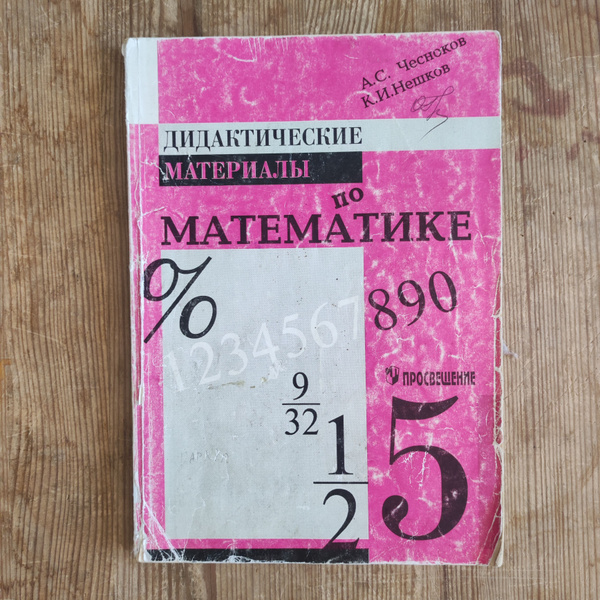 А.С. Чесноков
К.И.Нешков
ДИДАКТИЧЕСКИЕ
МАТЕРИАЛЫ
по
МАТЕМАТИКЕ
%
1234567890
ПРОСВЕЩЕНИЕ
9
32
1
2
5